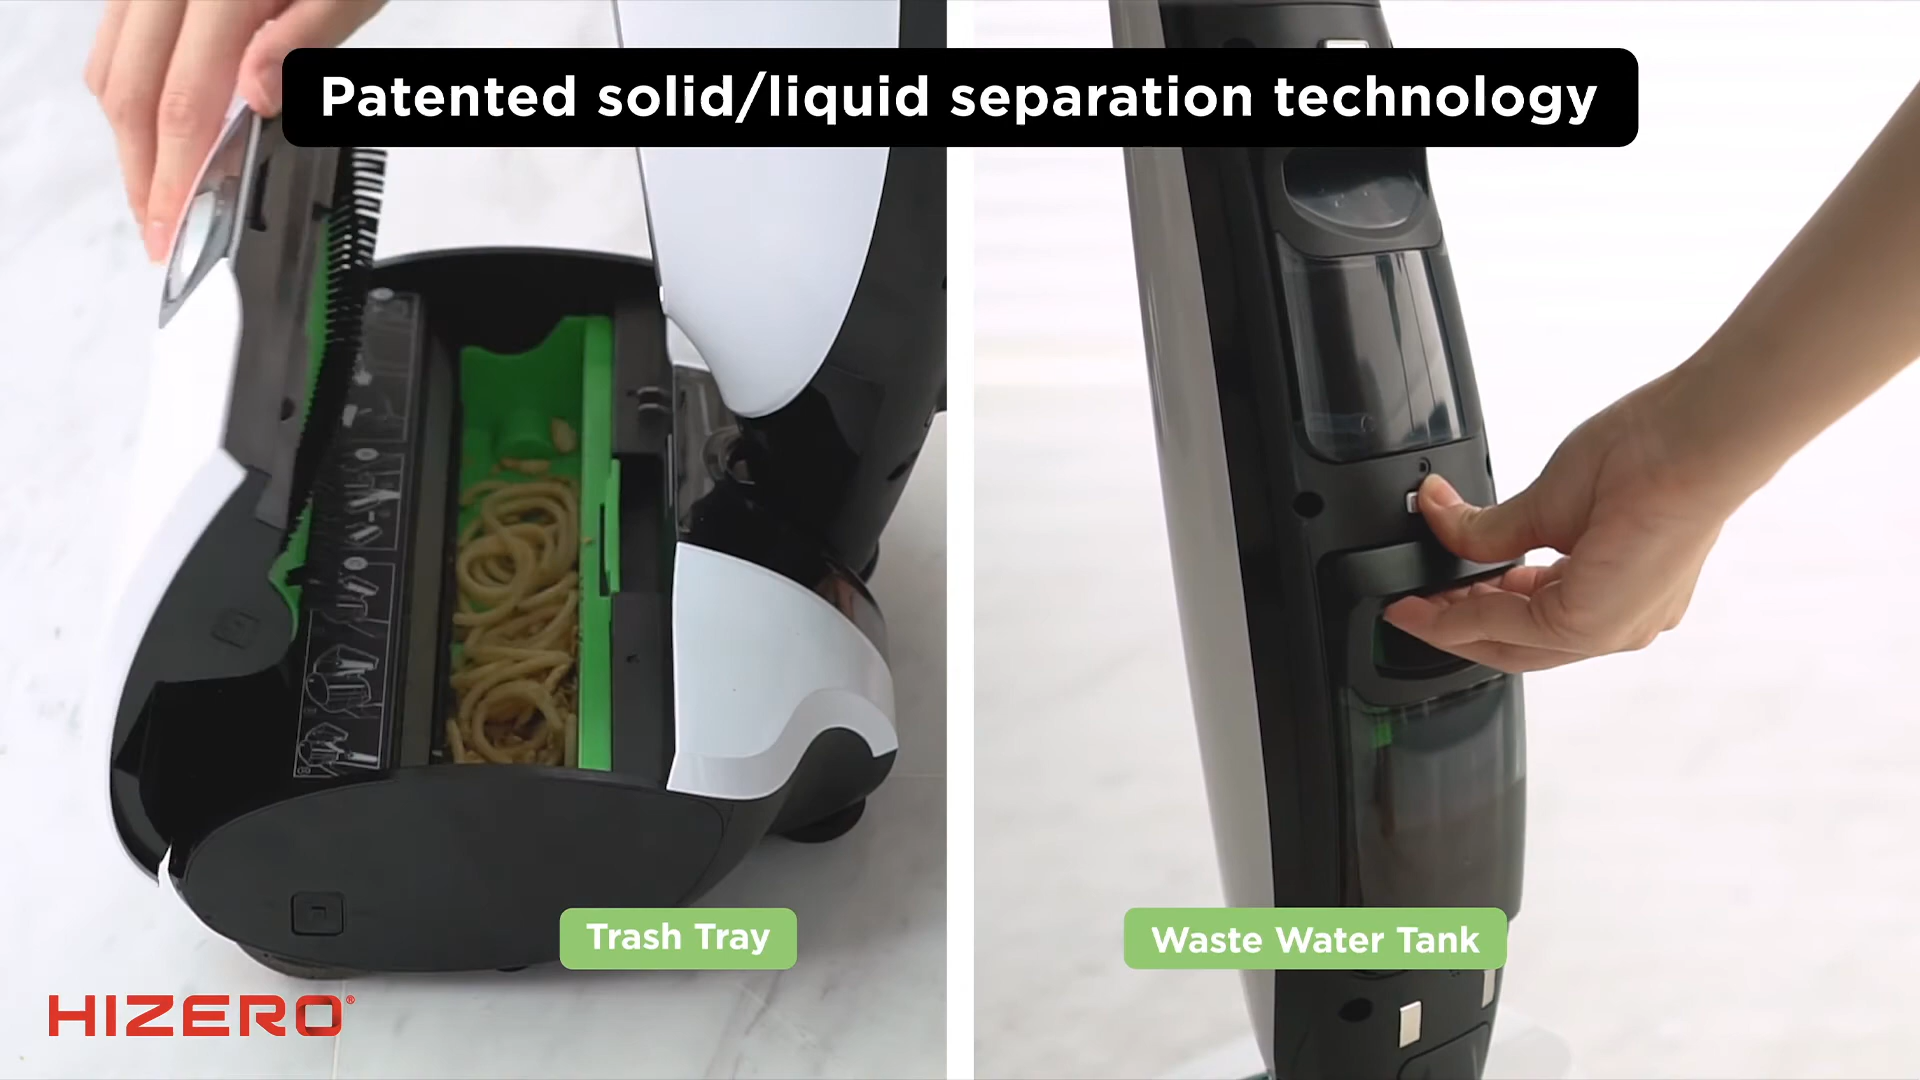 Patented solid/liquid separation technology
Trash Tray
Waste Water Tank
HIZERO®